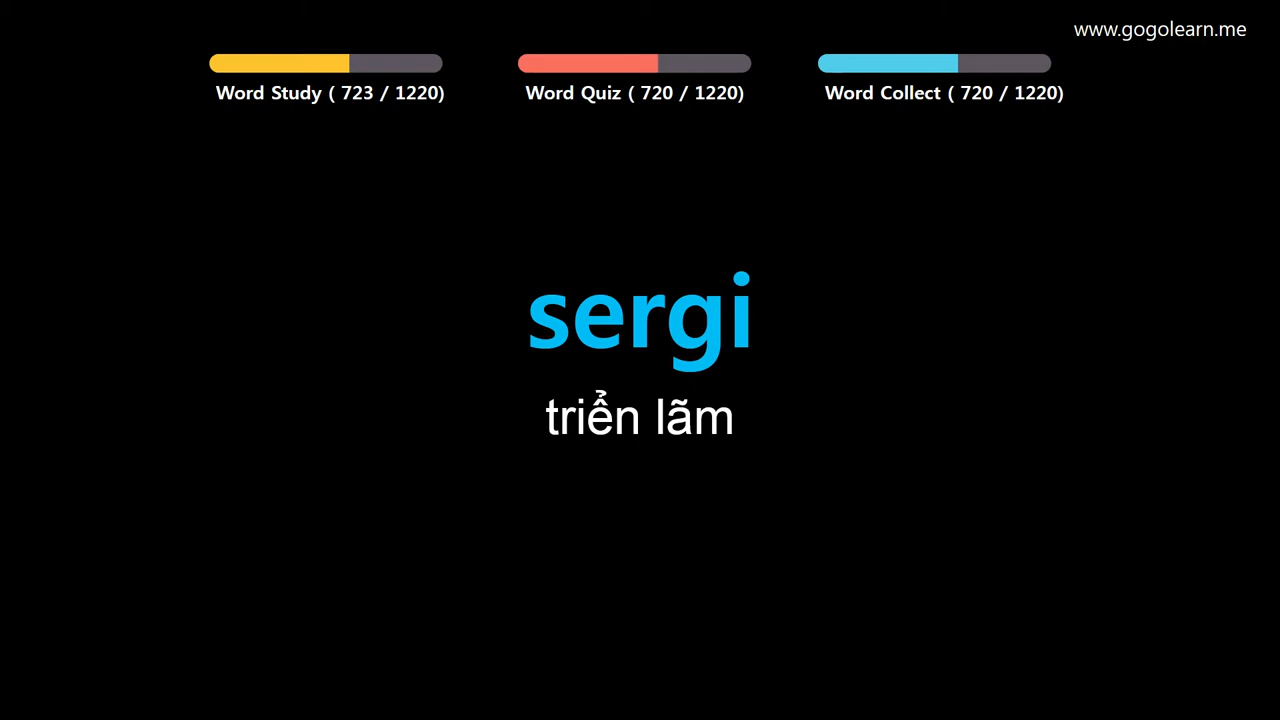 www.gogolearn.me
Word Study ( 723 / 1220)
Word Quiz ( 720 / 1220)
Word Collect ( 720 / 1220)
sergi
triển lãm